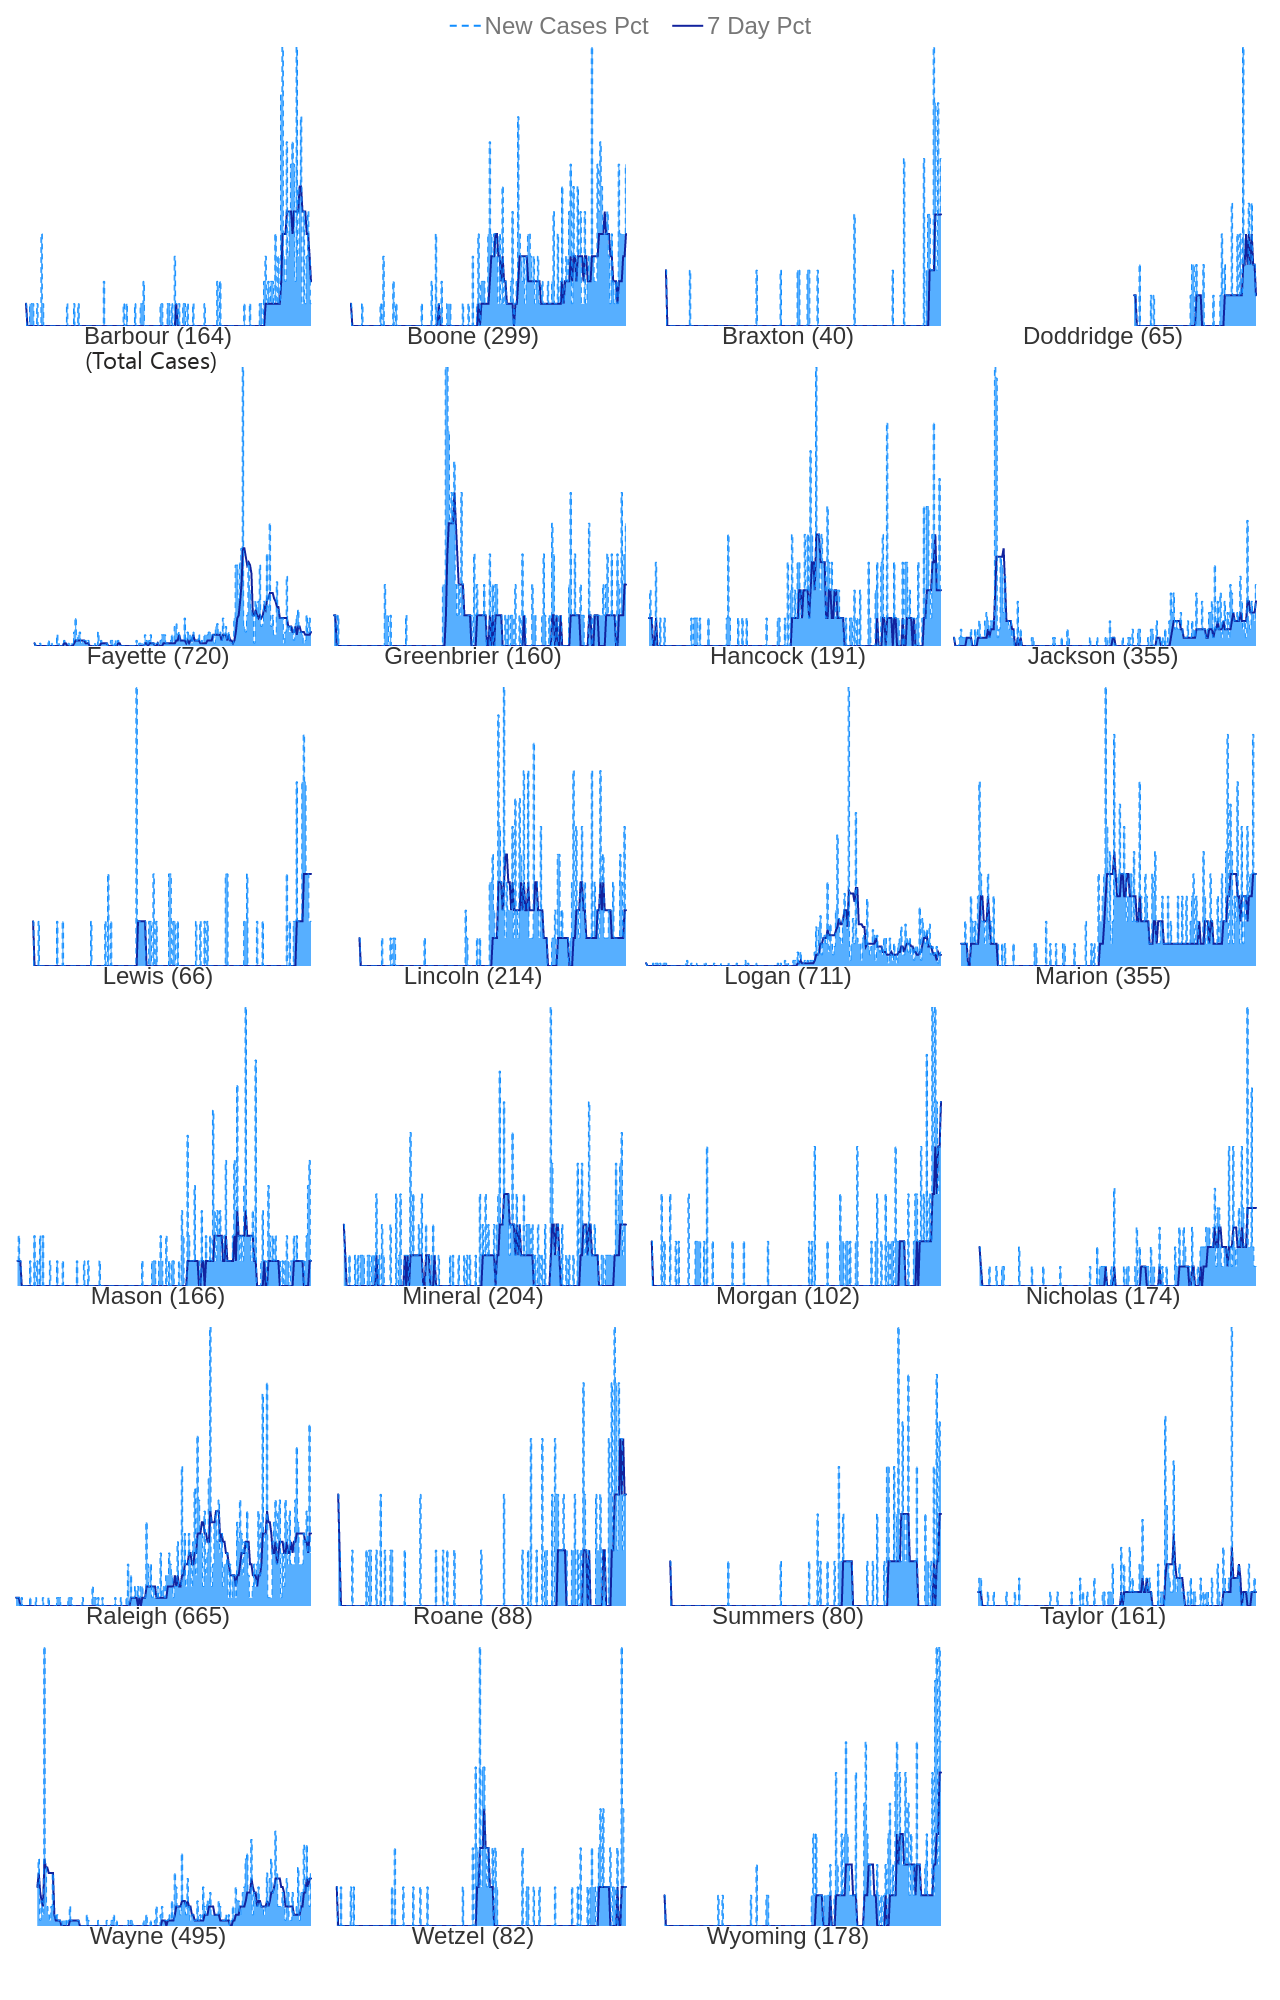 New Cases Pct 7 Day Pct
Barbour (164) Boone (299) Braxton (40) Doddridge (65)
(Total Cases)
Fayette (720) Greenbrier (160) Hancock (191) Jackson (355)
Lewis (66) Lincoln (214) Logan (711) Marion (355)
Mason (166) Mineral (204) Morgan (102) Nicholas (174)
Raleigh (665) Roane (88) Summers (80) Taylor (161)
Wayne (495) Wetzel (82) Wyoming (178)